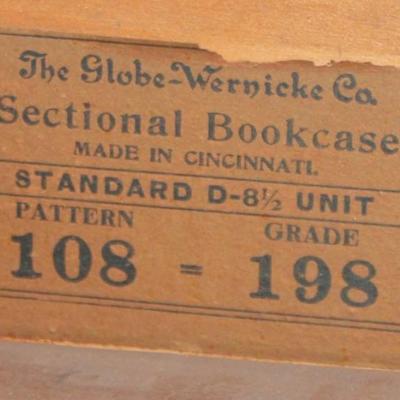 The Globe-Wernicke Co.
Sectional Bookcase
MADE IN CINCINNATI.
STANDARD D-8½ UNIT
PATTERN GRADE
108 = 198